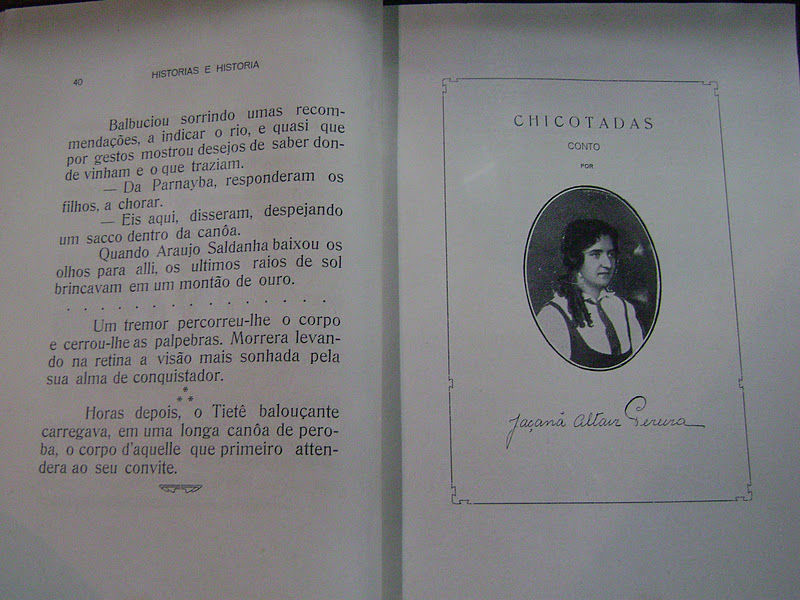 40
HISTORIAS E HISTORIA
Balbuciou sorrindo umas recom-
mendações, a indicar o rio, e quasi que
por gestos mostrou desejos de saber don-
de vinham e o que traziam.
— Da Parnayba, responderam os
filhos, a chorar.
— Eis aqui, disseram, despejando
um sacco dentro da canôa.
Quando Araujo Saldanha baixou os
olhos para alli, os ultimos raios de sol
brincavam em um montão de ouro.
. . . . . . . . . . . . . . .
Um tremor percorreu-lhe o corpo
e cerrou-lhe as palpebras. Morrera levan-
do na retina a visão mais sonhada pela
sua alma de conquistador.
* * *
Horas depois, o Tietê balouçante
carregava, em uma longa canôa de pero-
ba, o corpo d'aquelle que primeiro atten-
dera ao seu convite.
CHICOTADAS
CONTO
POR
Jaçanã Altair Pereira